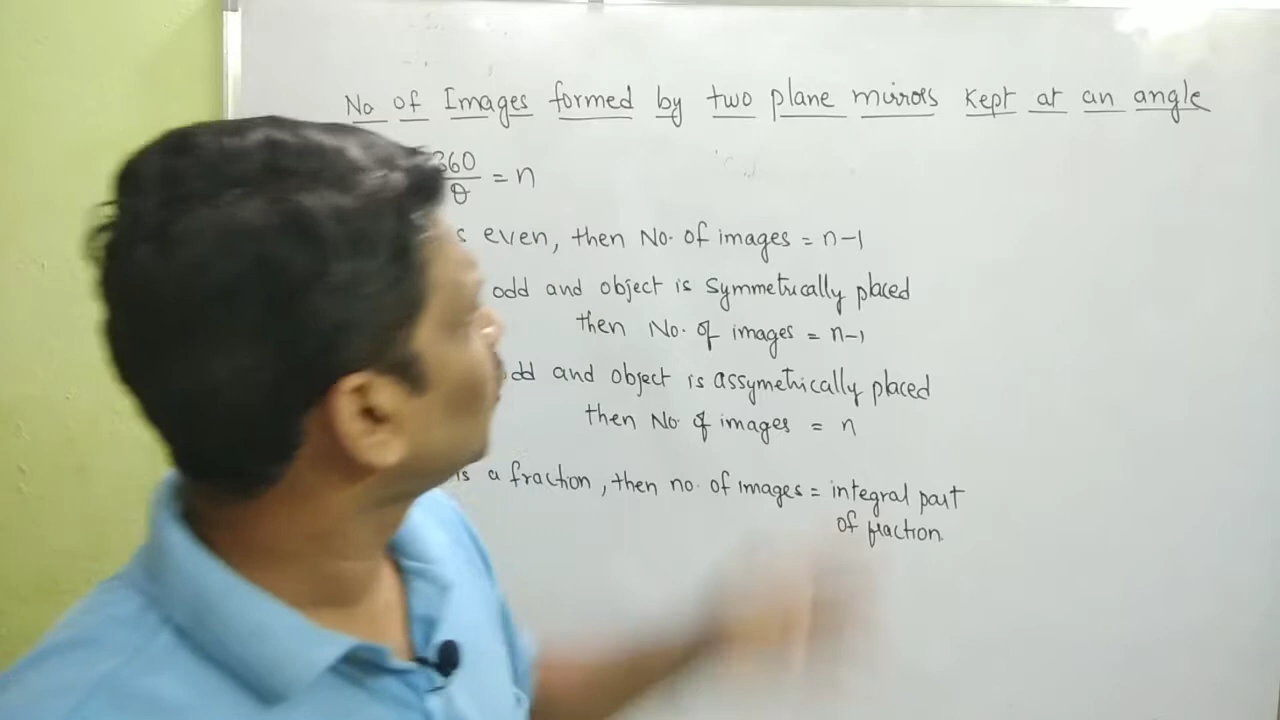 No of Images formed by two plane mirrors kept at an angle
360/θ = n
s even, then No. of images = n-1
odd and object is symmetrically placed
then No. of images = n-1
dd and object is assymetrically placed
then No of images = n
is a fraction, then no. of images = integral part
of fraction.